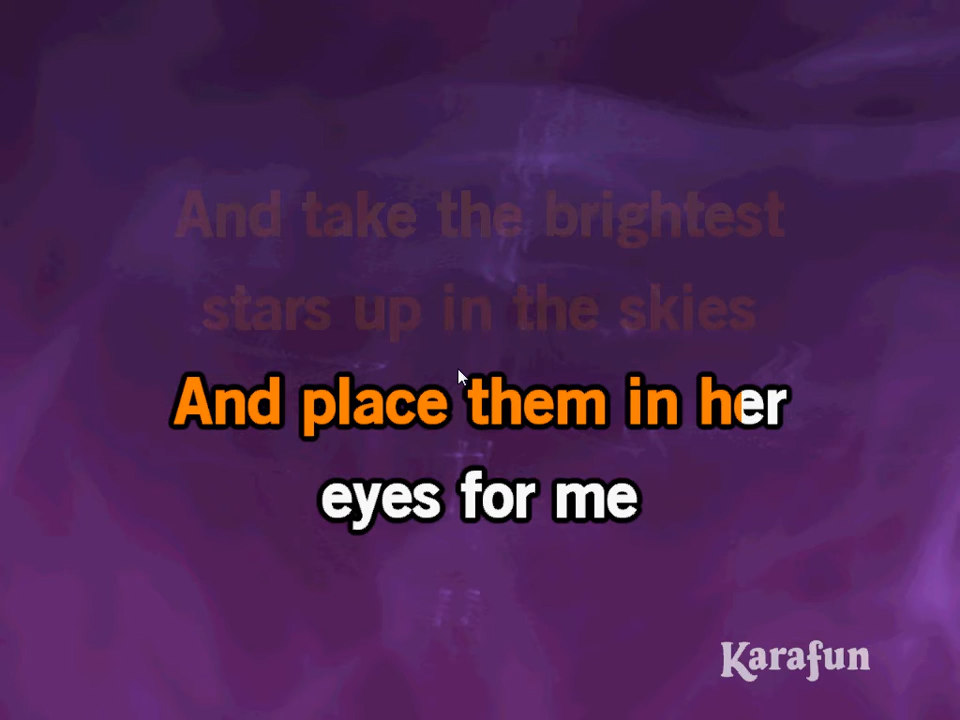 And take the brightest
stars up in the skies
And place them in her
eyes for me
Karafun